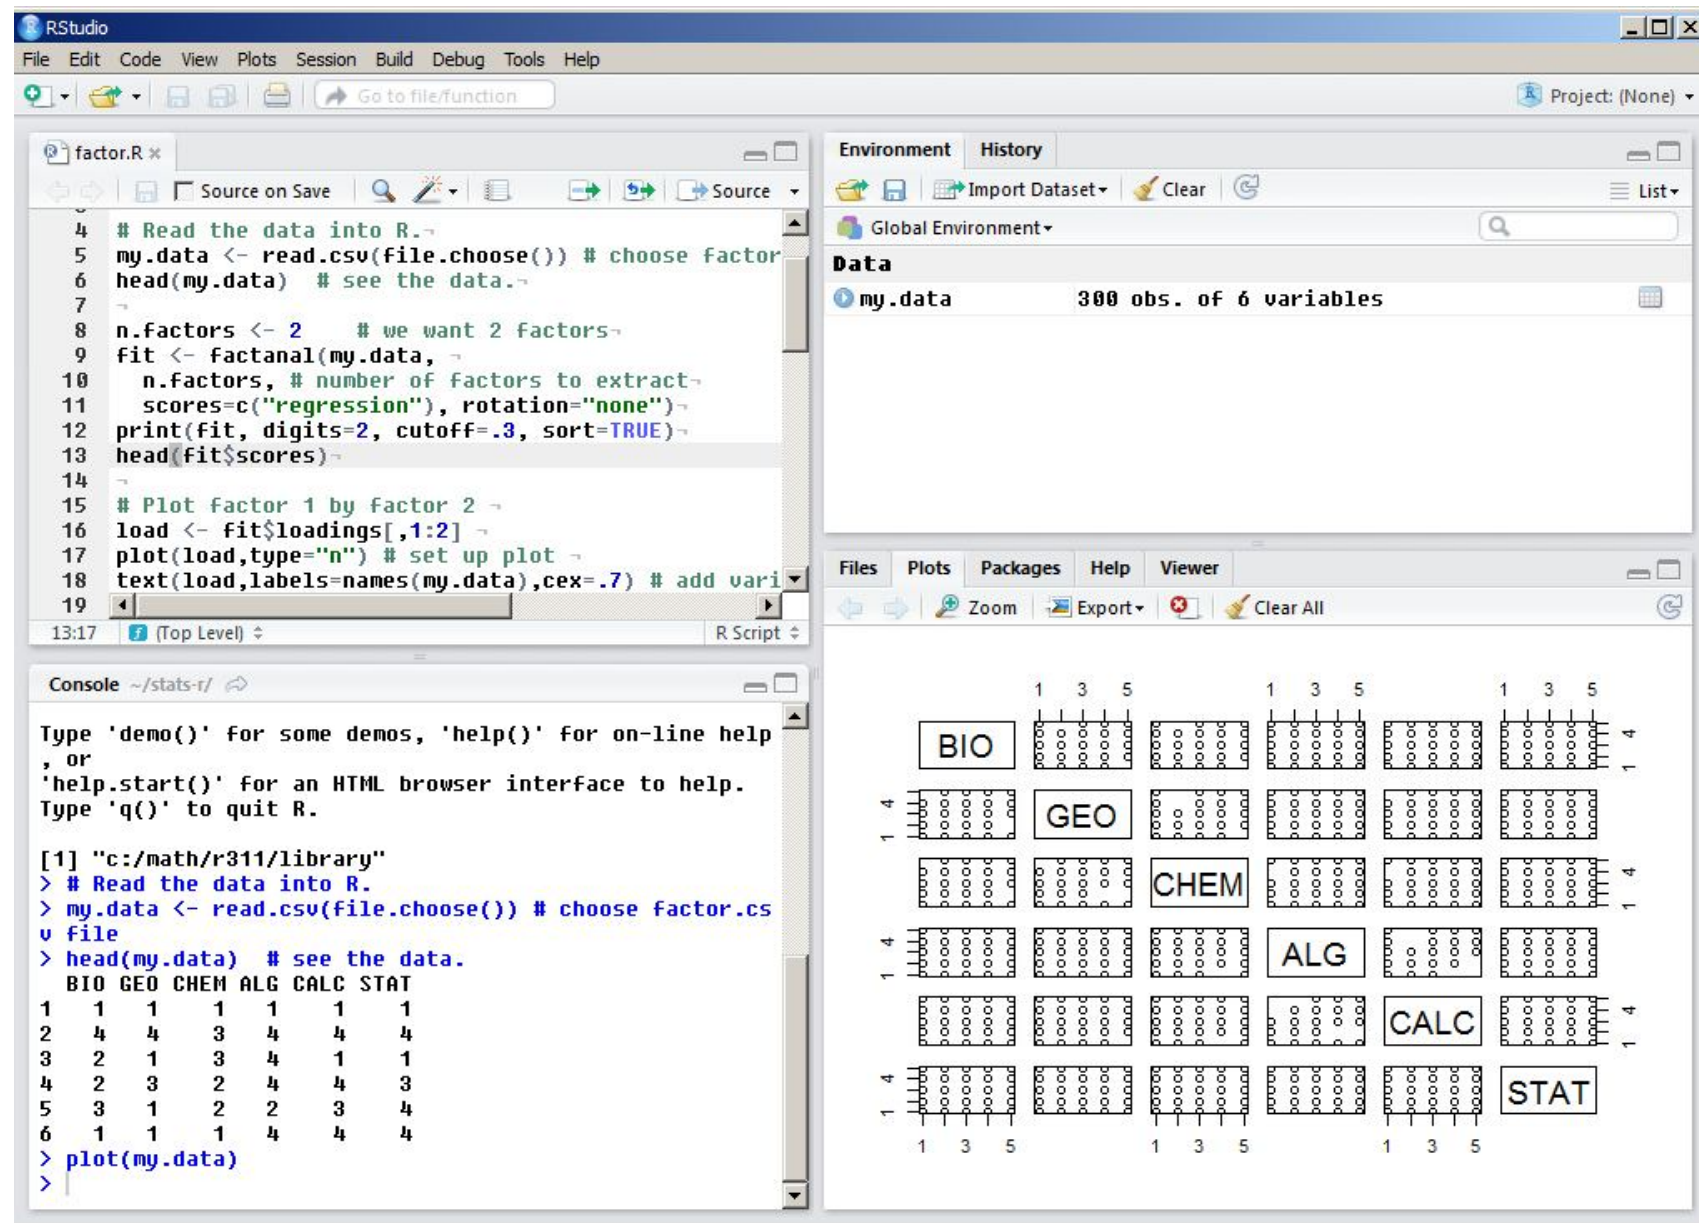 RStudio
File Edit Code View Plots Session Build Debug Tools Help
Go to file/function
Project: (None)
factor.R
Source on Save
Source
4 # Read the data into R.¬
5 my.data <- read.csv(file.choose()) # choose factor
6 head(my.data)  # see the data.¬
7 ¬
8 n.factors <- 2    # we want 2 factors¬
9 fit <- factanal(my.data, ¬
10   n.factors, # number of factors to extract¬
11   scores=c("regression"), rotation="none")¬
12 print(fit, digits=2, cutoff=.3, sort=TRUE)¬
13 head(fit$scores)¬
14 ¬
15 # Plot factor 1 by factor 2 ¬
16 load <- fit$loadings[,1:2] ¬
17 plot(load,type="n") # set up plot ¬
18 text(load,labels=names(my.data),cex=.7) # add vari
19
13:17 (Top Level) R Script
Console ~/stats-r/
Type 'demo()' for some demos, 'help()' for on-line help
, or
'help.start()' for an HTML browser interface to help.
Type 'q()' to quit R.
[1] "c:/math/r311/library"
> # Read the data into R.
> my.data <- read.csv(file.choose()) # choose factor.cs
v file
> head(my.data)  # see the data.
BIO GEO CHEM ALG CALC STAT
1 1 1 1 1 1 1
2 4 4 3 4 4 4
3 2 1 3 4 1 1
4 2 3 2 4 4 3
5 3 1 2 2 3 4
6 1 1 1 4 4 4
> plot(my.data)
>
Environment History
Import Dataset Clear List
Global Environment
Data
my.data 300 obs. of 6 variables
Files Plots Packages Help Viewer
Zoom Export Clear All
1 3 5 1 3 5 1 3 5
BIO
4
1
4
1
GEO
CHEM
4
1
4
1
ALG
CALC
4
1
4
1
STAT
1 3 5 1 3 5 1 3 5